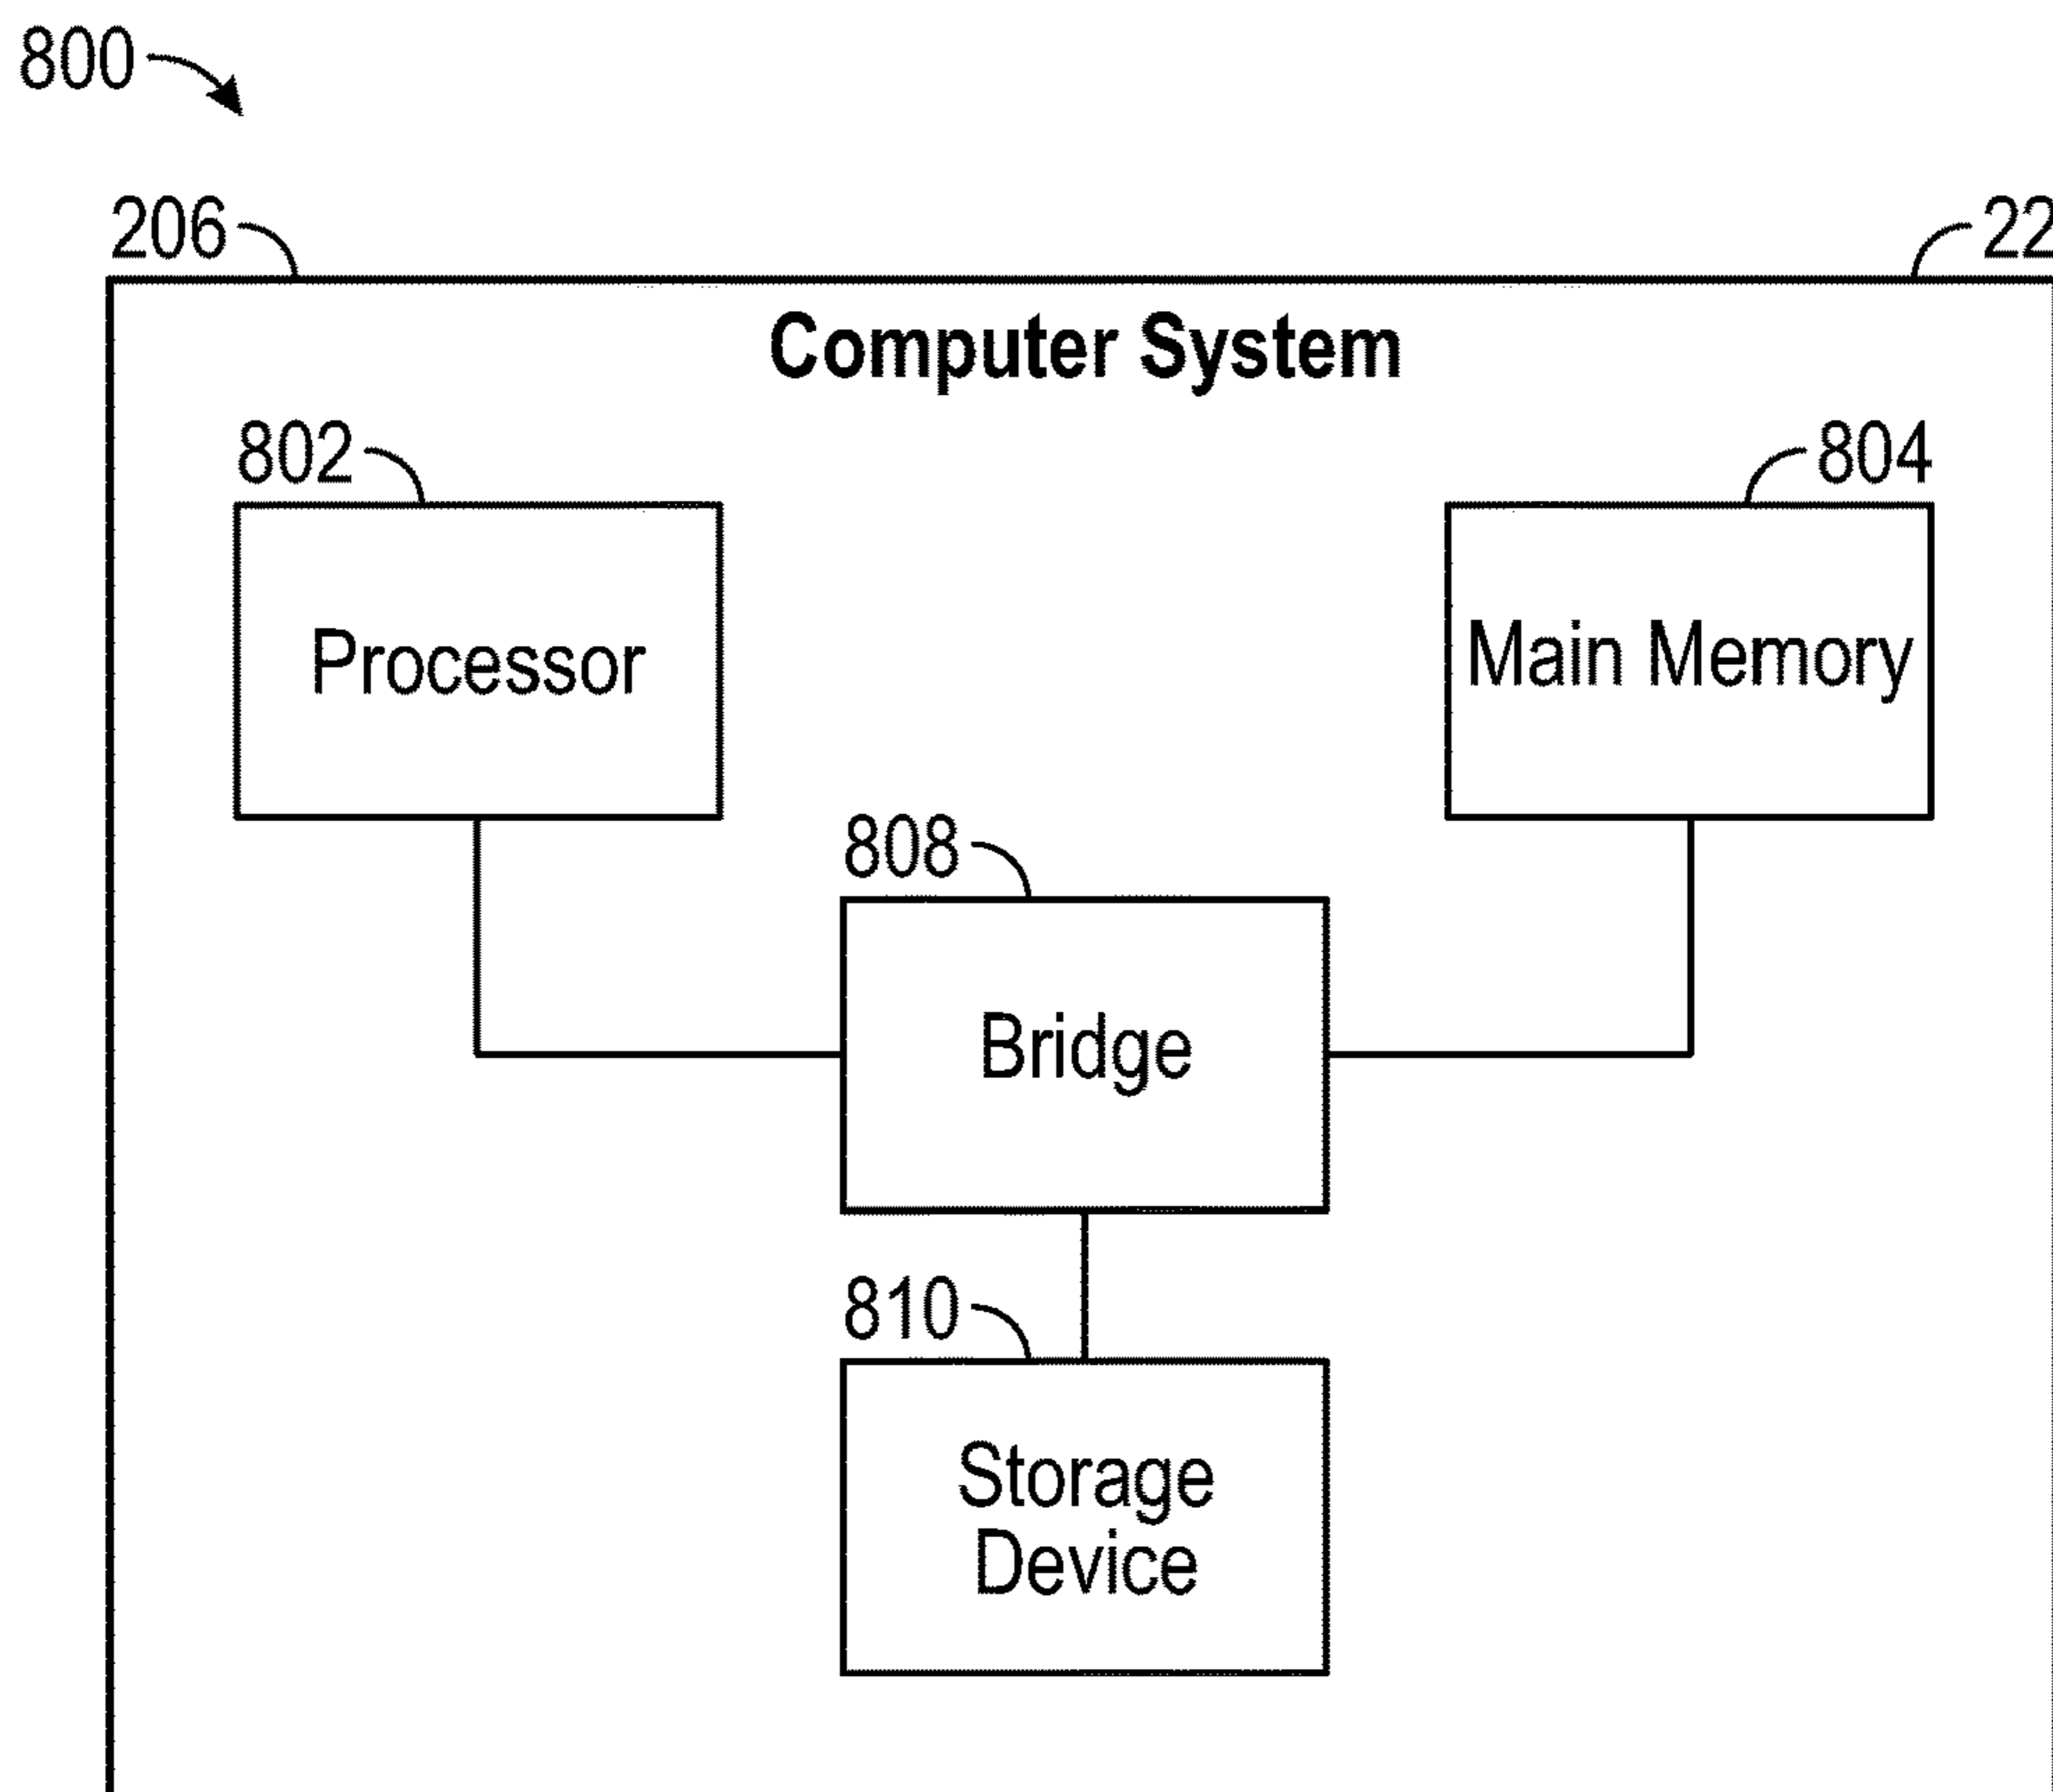 800
206
Computer System
802
804
Processor
Main Memory
808
Bridge
810
Storage
Device